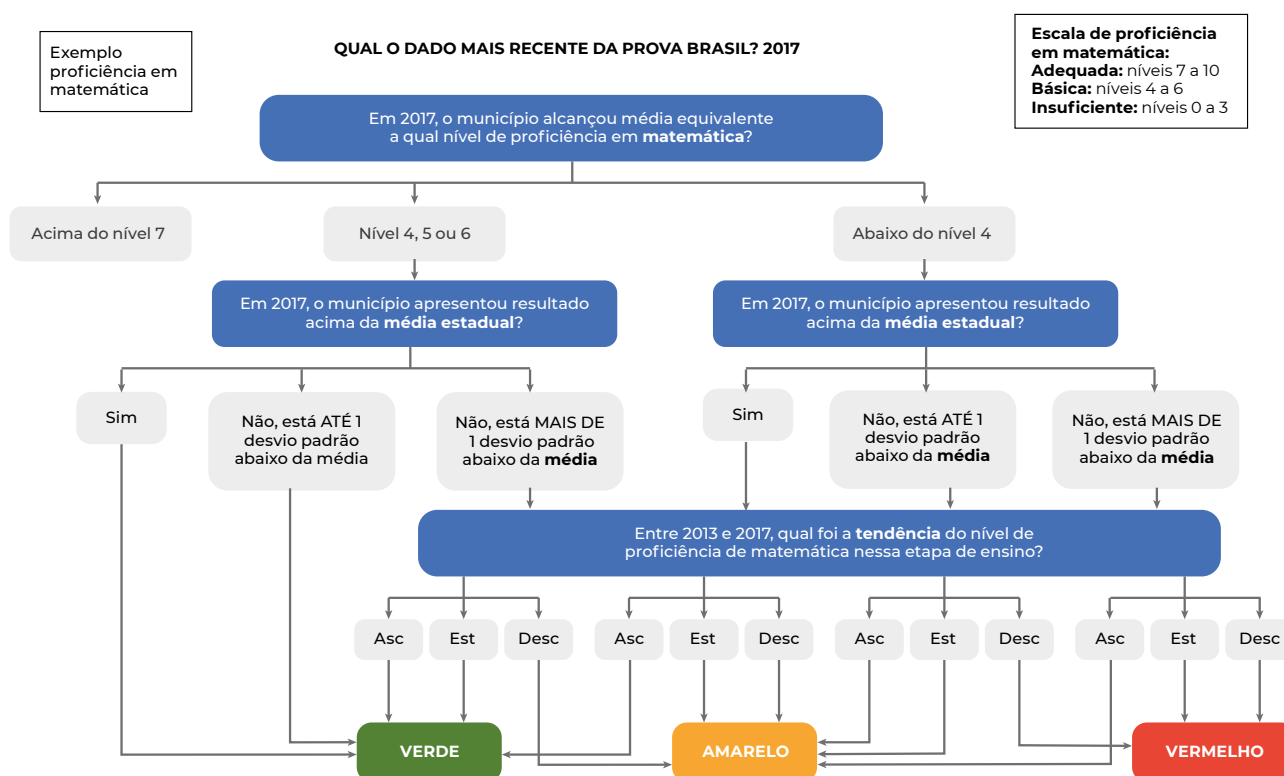 Exemplo
proficiência em
matemática
QUAL O DADO MAIS RECENTE DA PROVA BRASIL? 2017
Escala de proficiência
em matemática:
Adequada: níveis 7 a 10
Básica: níveis 4 a 6
Insuficiente: níveis 0 a 3
Em 2017, o município alcançou média equivalente
a qual nível de proficiência em matemática?
Acima do nível 7
Nível 4, 5 ou 6
Abaixo do nível 4
Em 2017, o município apresentou resultado
acima da média estadual?
Em 2017, o município apresentou resultado
acima da média estadual?
Sim
Não, está ATÉ 1
desvio padrão
abaixo da média
Não, está MAIS DE
1 desvio padrão
abaixo da média
Sim
Não, está ATÉ 1
desvio padrão
abaixo da média
Não, está MAIS DE
1 desvio padrão
abaixo da média
Entre 2013 e 2017, qual foi a tendência do nível de
proficiência de matemática nessa etapa de ensino?
Asc
Est
Desc
Asc
Est
Desc
Asc
Est
Desc
Asc
Est
Desc
VERDE
AMARELO
VERMELHO